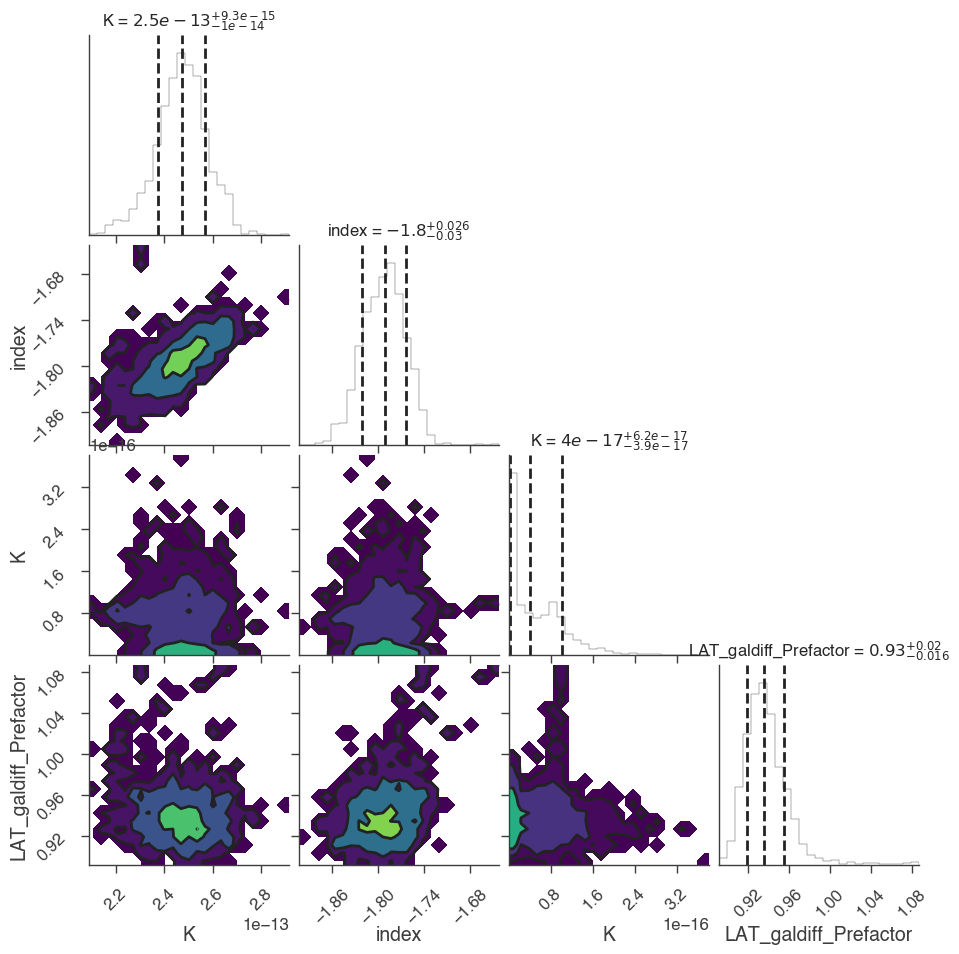 K = 2.5e−13 +9.3e−15 −1e−14
index = −1.8 +0.026 −0.03
−1.68
−1.74
−1.80
−1.86
index
1e−16
K = 4e−17 +6.2e−17 −3.9e−17
3.2
2.4
1.6
0.8
K
LAT_galdiff_Prefactor = 0.93 +0.02 −0.016
1.08
1.04
1.00
0.96
0.92
LAT_galdiff_Prefactor
2.2 2.4 2.6 2.8 −1.86 −1.80 −1.74 −1.68 0.8 1.6 2.4 3.2 0.92 0.96 1.00 1.04 1.08
1e−13 1e−16
K index K LAT_galdiff_Prefactor